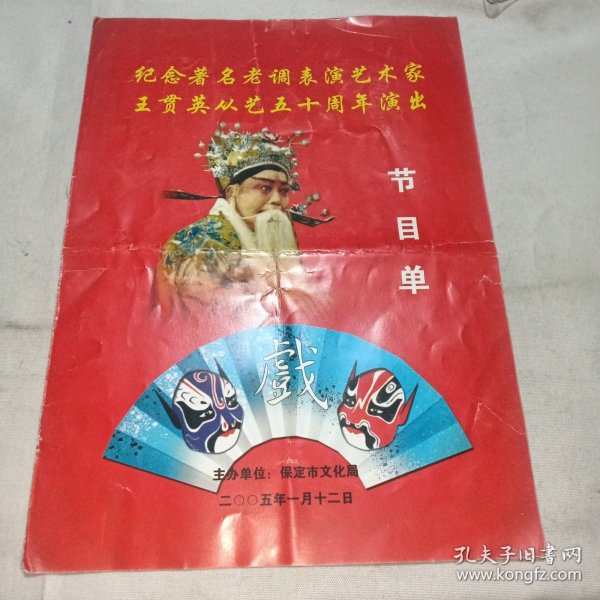 纪念著名老调表演艺术家
王贯英从艺五十周年演出
节目单
戲
主办单位：保定市文化局
二〇〇五年一月十二日
孔夫子旧书网
www.kongfz.com